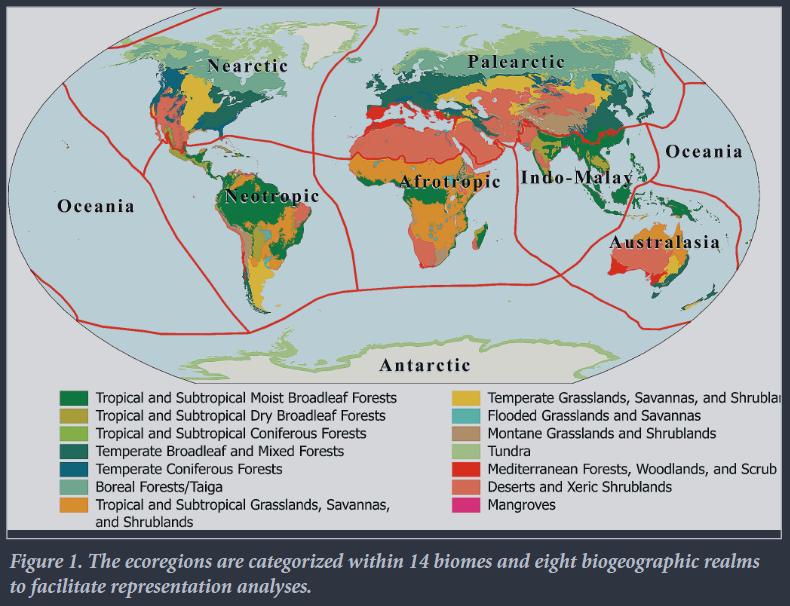 Nearctic
Palearctic
Oceania
Neotropic
Afrotropic
Indo-Malay
Oceania
Australasia
Antarctic
Tropical and Subtropical Moist Broadleaf Forests
Tropical and Subtropical Dry Broadleaf Forests
Tropical and Subtropical Coniferous Forests
Temperate Broadleaf and Mixed Forests
Temperate Coniferous Forests
Boreal Forests/Taiga
Tropical and Subtropical Grasslands, Savannas,
and Shrublands
Temperate Grasslands, Savannas, and Shrublan
Flooded Grasslands and Savannas
Montane Grasslands and Shrublands
Tundra
Mediterranean Forests, Woodlands, and Scrub
Deserts and Xeric Shrublands
Mangroves
Figure 1. The ecoregions are categorized within 14 biomes and eight biogeographic realms
to facilitate representation analyses.